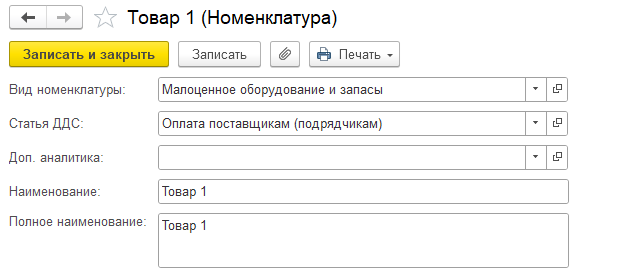 Товар 1 (Номенклатура)
Записать и закрыть Записать Печать
Вид номенклатуры: Малоценное оборудование и запасы
Статья ДДС: Оплата поставщикам (подрядчикам)
Доп. аналитика:
Наименование: Товар 1
Полное наименование: Товар 1